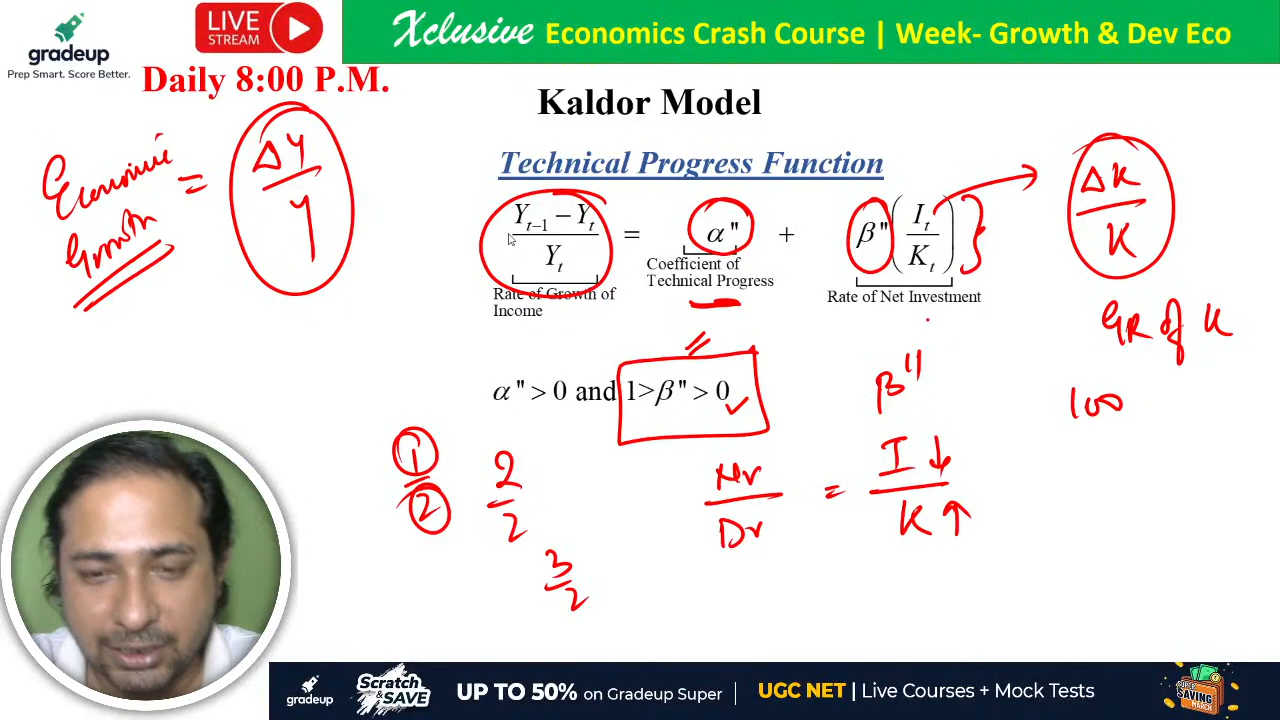 gradeup
Prep Smart. Score Better.
LIVE
STREAM
Xclusive Economics Crash Course | Week- Growth & Dev Eco
Daily 8:00 P.M.
Kaldor Model
Technical Progress Function
Economic Growth = ΔY/Y
(Y_{t-1} − Y_t)/Y_t = α'' + β''(I_t/K_t)
ΔK/K
Rate of Growth of
Income
Coefficient of
Technical Progress
Rate of Net Investment
GR of K
α'' > 0 and 1>β'' > 0
β''
100
1/2
2/2
3/2
Nr/Dr = I↓/K↑
gradeup
Scratch
& SAVE
UP TO 50% on Gradeup Super
UGC NET | Live Courses + Mock Tests
SUPER
SAVING
MARCH